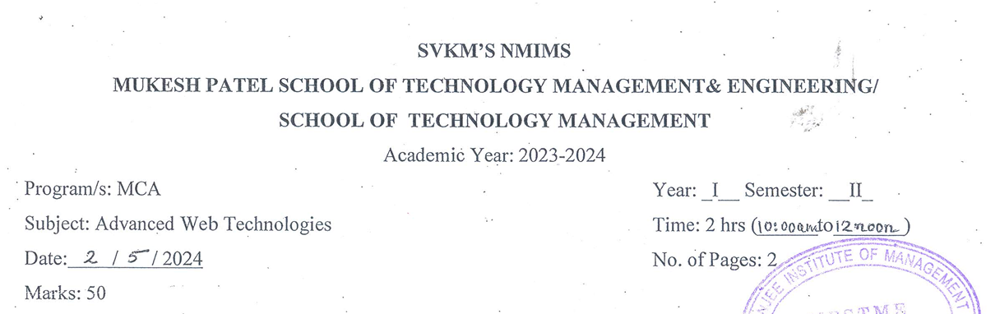 SVKM'S NMIMS
MUKESH PATEL SCHOOL OF TECHNOLOGY MANAGEMENT& ENGINEERING/
SCHOOL OF TECHNOLOGY MANAGEMENT
Academic Year: 2023-2024
Program/s: MCA
Year: _I__ Semester: __II_
Subject: Advanced Web Technologies
Time: 2 hrs (10:00am to 12 noon)
Date: 2 / 5 / 2024
No. of Pages: 2
Marks: 50
INSTITUTE OF MANAGEMENT